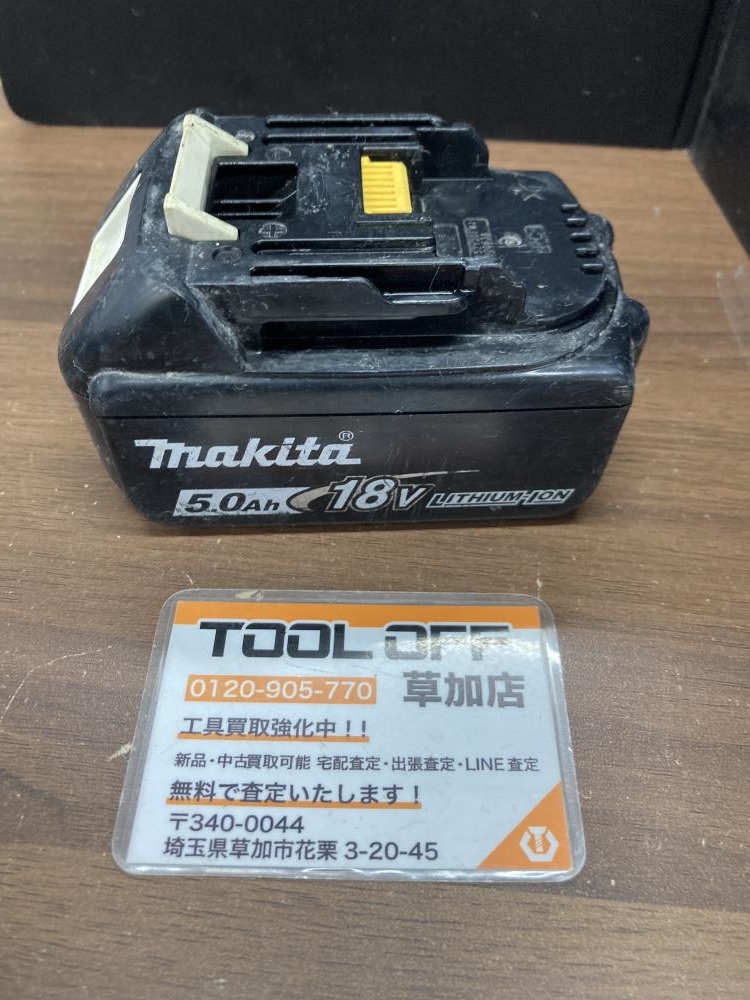 makita®
5.0Ah 18V LITHIUM-ION
TOOL OFF
0120-905-770 草加店
工具買取強化中！！
新品・中古買取可能 宅配査定・出張査定・LINE査定
無料で査定いたします！
〒340-0044
埼玉県草加市花栗 3-20-45